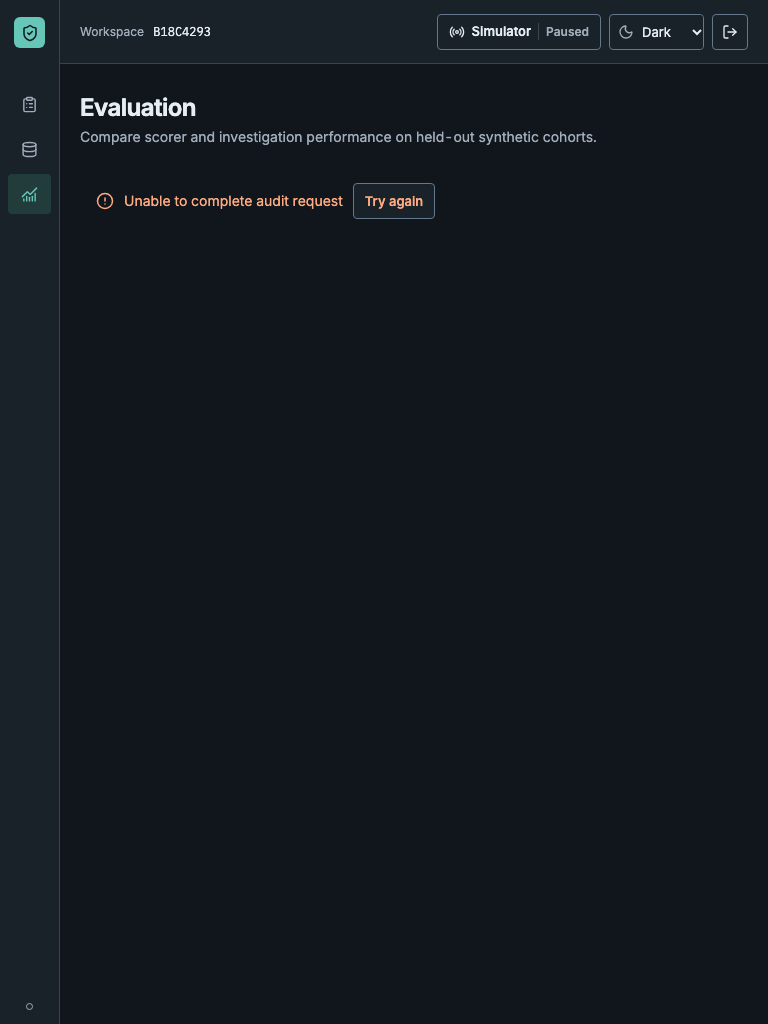 Workspace B18C4293
Simulator Paused
Dark
Evaluation
Compare scorer and investigation performance on held-out synthetic cohorts.
Unable to complete audit request
Try again